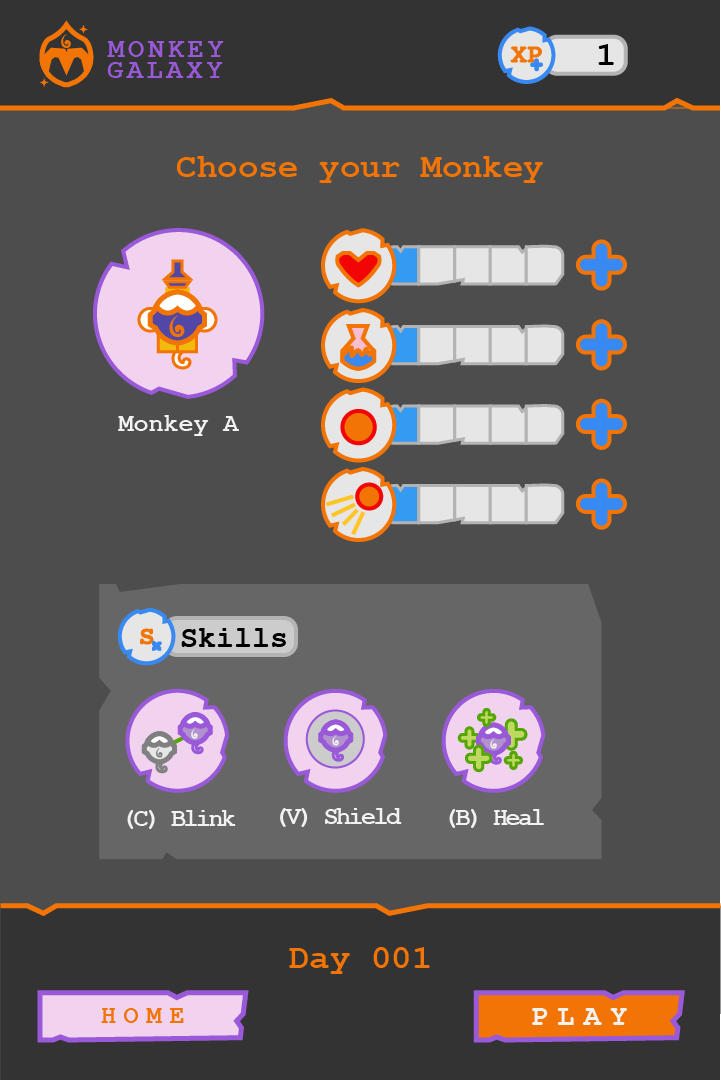 MONKEY
GALAXY
XP
1
Choose your Monkey
Monkey A
S
Skills
(C) Blink
(V) Shield
(B) Heal
Day 001
HOME
PLAY